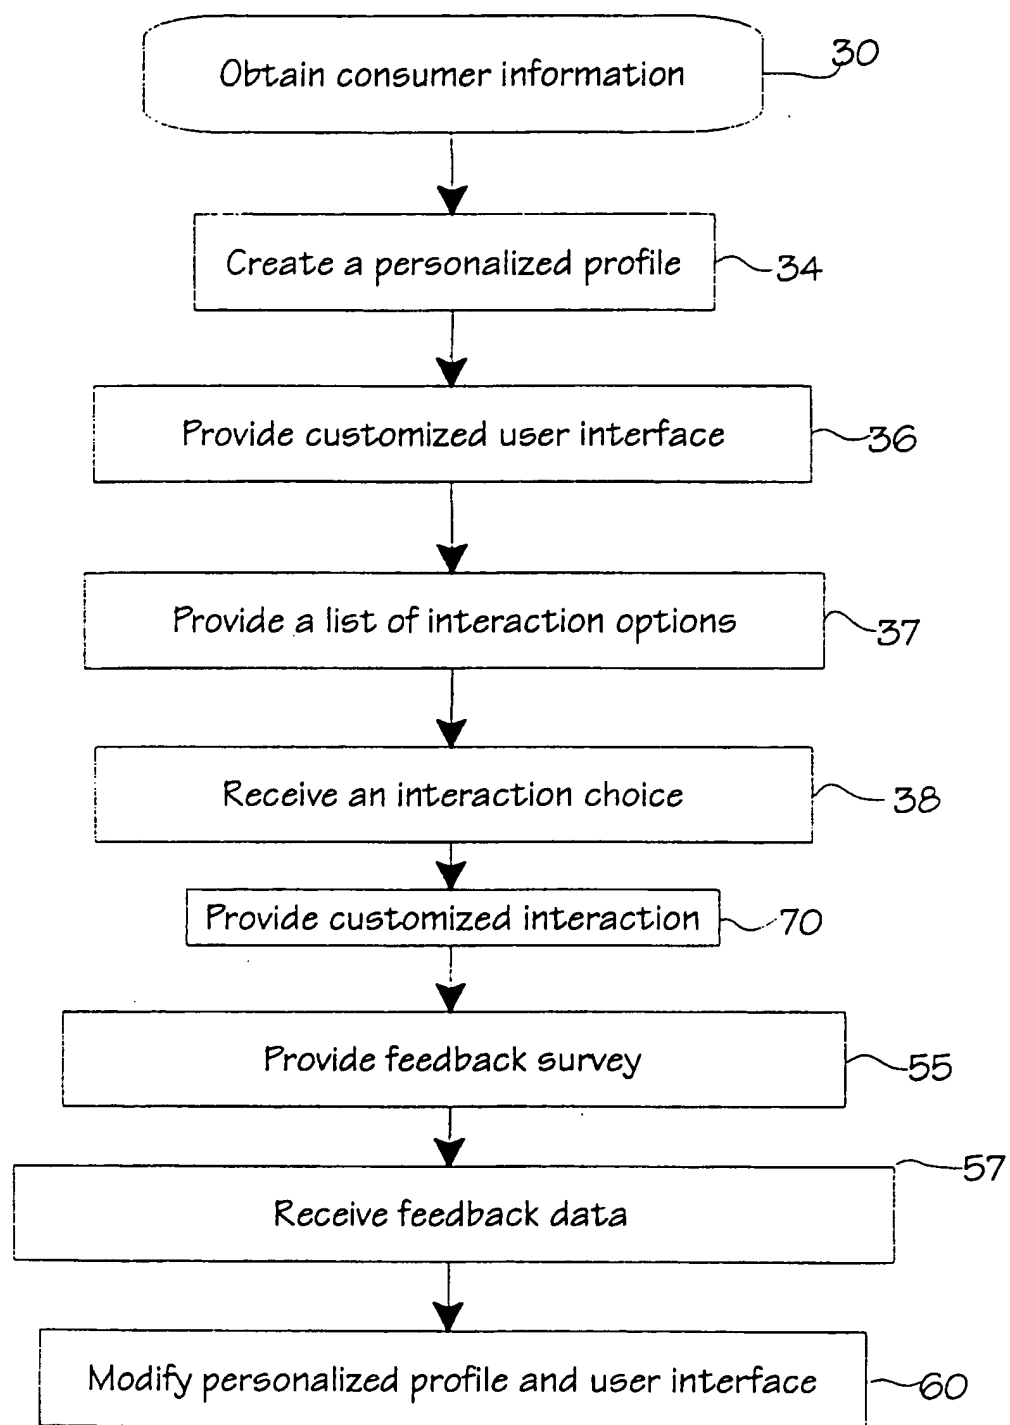 Obtain consumer information 30
Create a personalized profile 34
Provide customized user interface 36
Provide a list of interaction options 37
Receive an interaction choice 38
Provide customized interaction 70
Provide feedback survey 55
Receive feedback data 57
Modify personalized profile and user interface 60